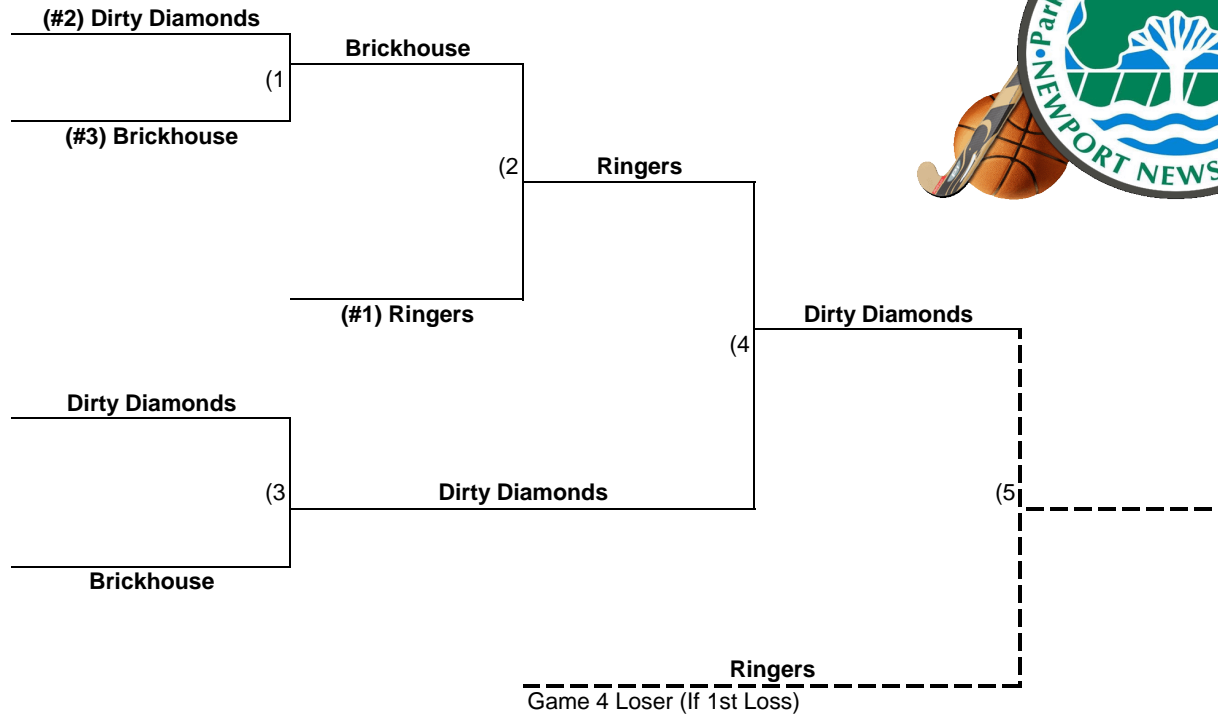 (#2) Dirty Diamonds
Brickhouse
(1
(#3) Brickhouse
(2
Ringers
(#1) Ringers
Dirty Diamonds
(4
Dirty Diamonds
(3
Dirty Diamonds
(5
Brickhouse
Ringers
Game 4 Loser (If 1st Loss)
NEWPORT NEWS